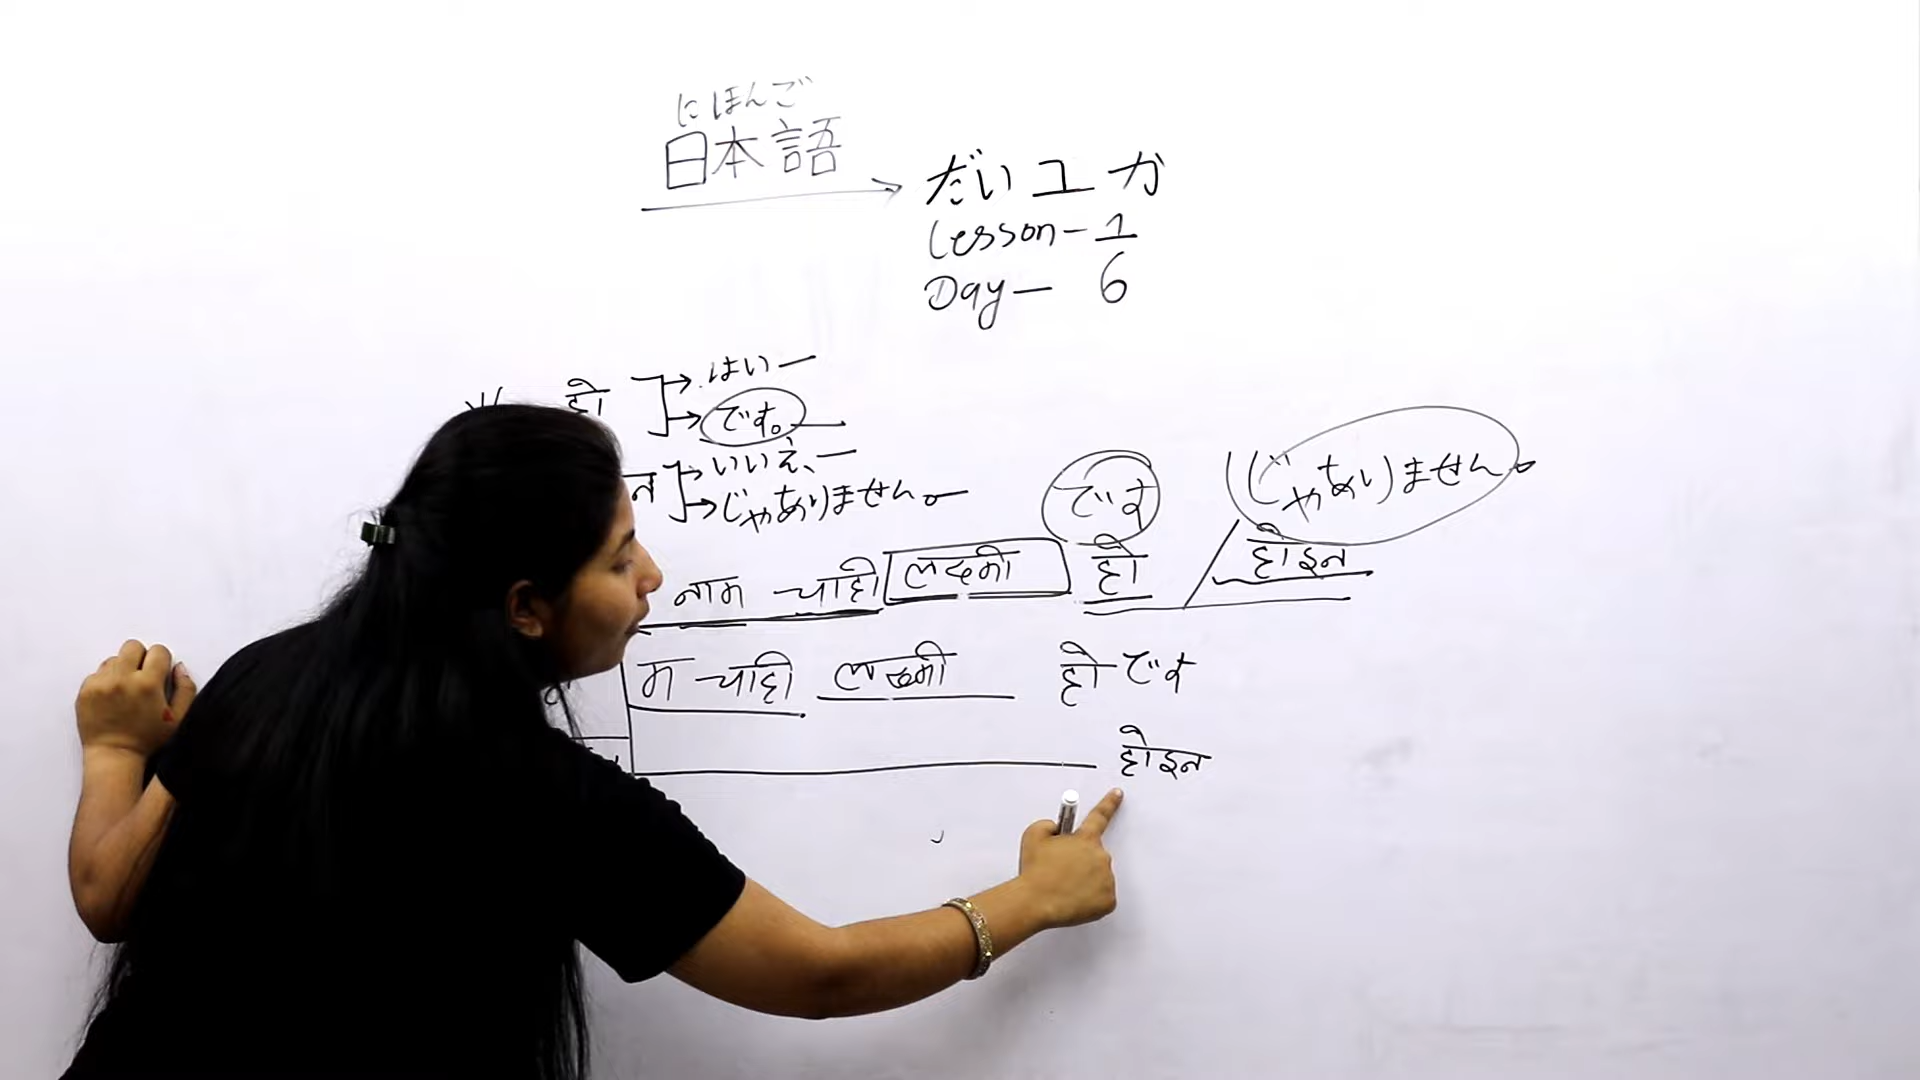 にほんご
日本語
だい 1 か
Lesson - 1
Day - 6
हो はい
です。
いいえ、
じゃありません。
です じゃありません。
नाम चाही लक्ष्मी हो होइन
म चाही लक्ष्मी हो です
होइन